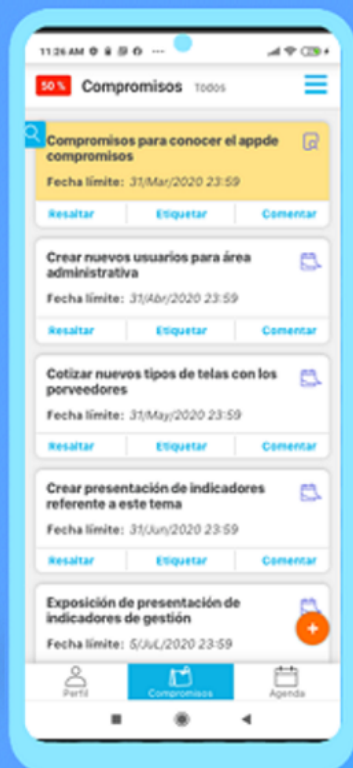 11:26 AM
50 % Compromisos Todos
Compromisos para conocer el appde
compromisos
Fecha límite: 31/Mar/2020 23:59
Resaltar Etiquetar Comentar
Crear nuevos usuarios para área
administrativa
Fecha límite: 31/Abr/2020 23:59
Resaltar Etiquetar Comentar
Cotizar nuevos tipos de telas con los
porveedores
Fecha límite: 31/May/2020 23:59
Resaltar Etiquetar Comentar
Crear presentación de indicadores
referente a este tema
Fecha límite: 31/Jun/2020 23:59
Resaltar Etiquetar Comentar
Exposición de presentación de
indicadores de gestión
Fecha límite: 5/JuL/2020 23:59
Perfil Compromisos Agenda